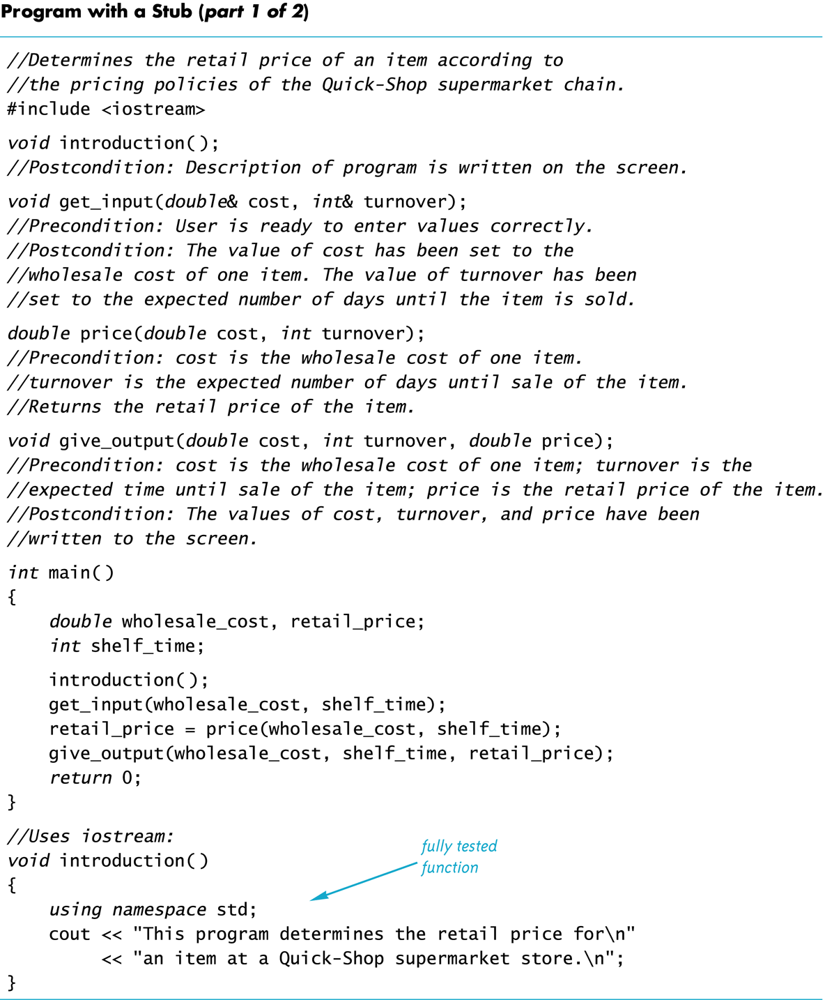 Program with a Stub (part 1 of 2)
//Determines the retail price of an item according to
//the pricing policies of the Quick-Shop supermarket chain.
#include <iostream>
void introduction();
//Postcondition: Description of program is written on the screen.
void get_input(double& cost, int& turnover);
//Precondition: User is ready to enter values correctly.
//Postcondition: The value of cost has been set to the
//wholesale cost of one item. The value of turnover has been
//set to the expected number of days until the item is sold.
double price(double cost, int turnover);
//Precondition: cost is the wholesale cost of one item.
//turnover is the expected number of days until sale of the item.
//Returns the retail price of the item.
void give_output(double cost, int turnover, double price);
//Precondition: cost is the wholesale cost of one item; turnover is the
//expected time until sale of the item; price is the retail price of the item.
//Postcondition: The values of cost, turnover, and price have been
//written to the screen.
int main()
{
    double wholesale_cost, retail_price;
    int shelf_time;
    introduction();
    get_input(wholesale_cost, shelf_time);
    retail_price = price(wholesale_cost, shelf_time);
    give_output(wholesale_cost, shelf_time, retail_price);
    return 0;
}
//Uses iostream:
void introduction()
{
fully tested
function
    using namespace std;
    cout << "This program determines the retail price for\n"
         << "an item at a Quick-Shop supermarket store.\n";
}